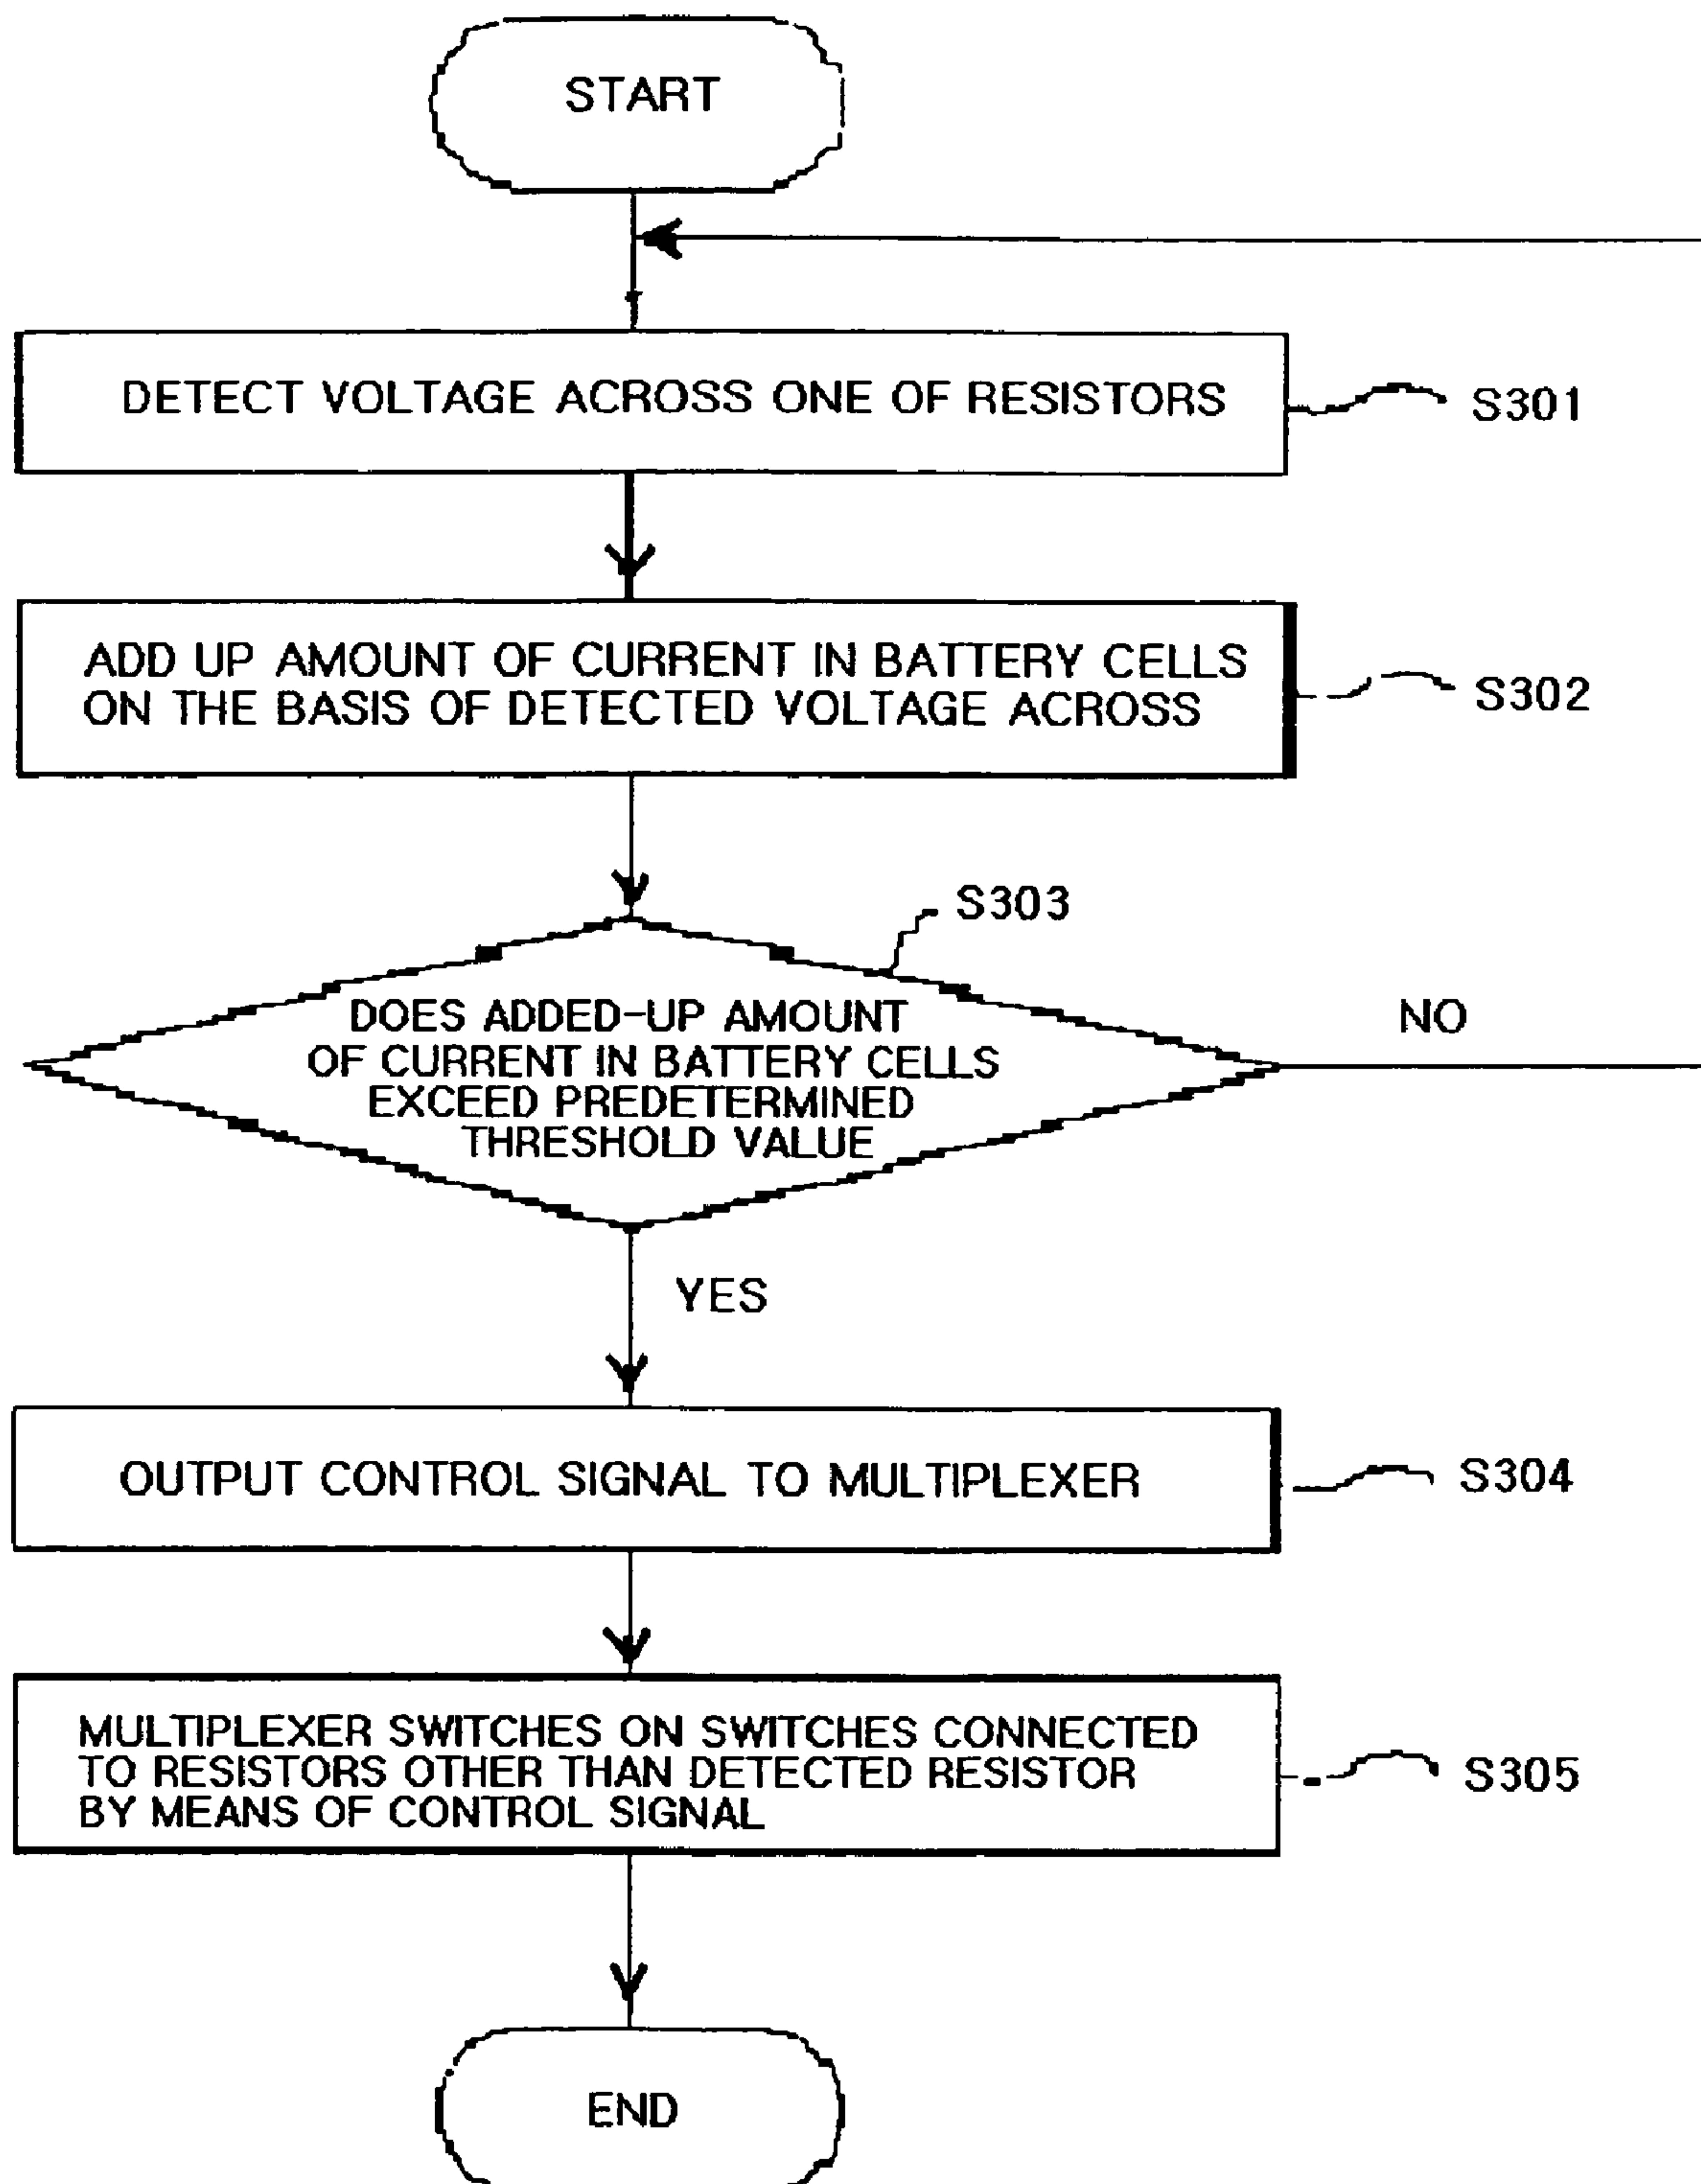 START
DETECT VOLTAGE ACROSS ONE OF RESISTORS
S301
ADD UP AMOUNT OF CURRENT IN BATTERY CELLS
ON THE BASIS OF DETECTED VOLTAGE ACROSS
S302
S303
DOES ADDED-UP AMOUNT
OF CURRENT IN BATTERY CELLS
EXCEED PREDETERMINED
THRESHOLD VALUE
NO
YES
OUTPUT CONTROL SIGNAL TO MULTIPLEXER
S304
MULTIPLEXER SWITCHES ON SWITCHES CONNECTED
TO RESISTORS OTHER THAN DETECTED RESISTOR
BY MEANS OF CONTROL SIGNAL
S305
END